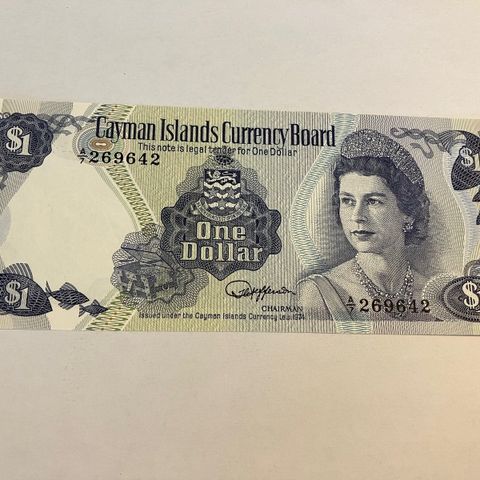 Cayman Islands Currency Board
This note is legal tender for One Dollar
$1
$1
A/7 269642
One
Dollar
CHAIRMAN
A/7 269642
$1
$
Issued under the Cayman Islands Currency Law, 1974.